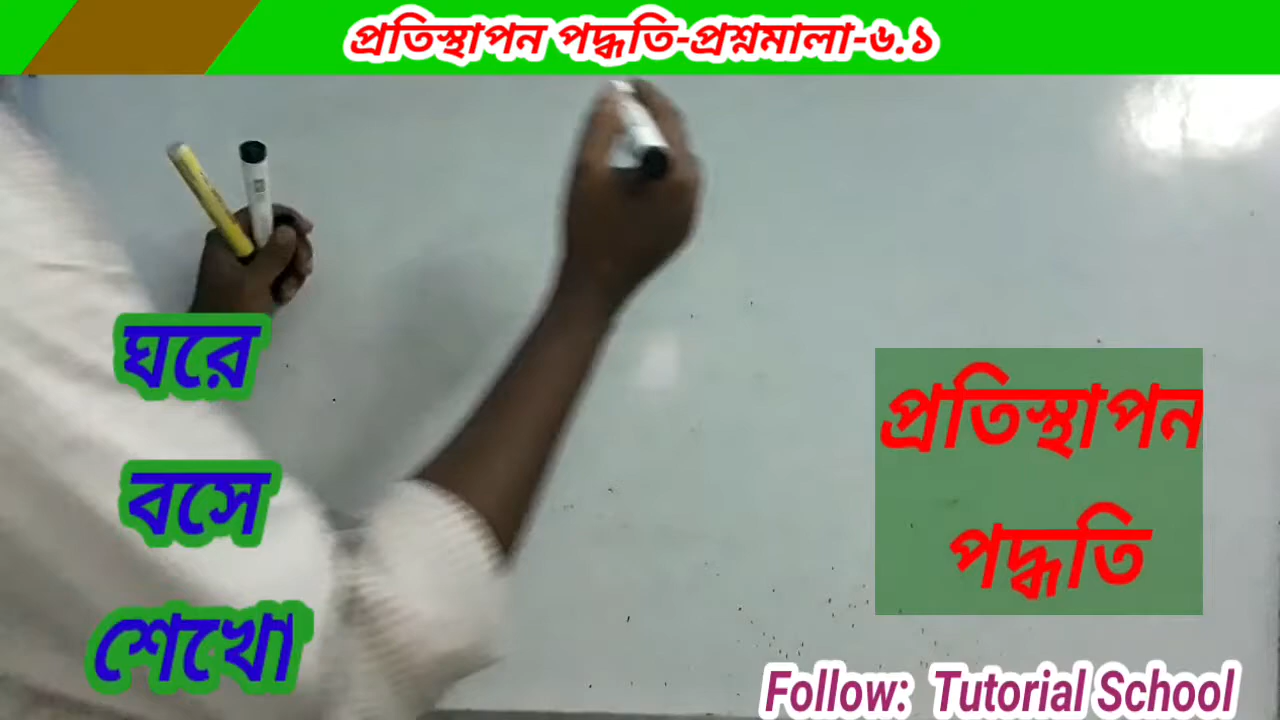 প্রতিস্থাপন পদ্ধতি-প্রশ্নমালা-৬.১
ঘরে
বসে
শেখো
প্রতিস্থাপন
পদ্ধতি
Follow: Tutorial School